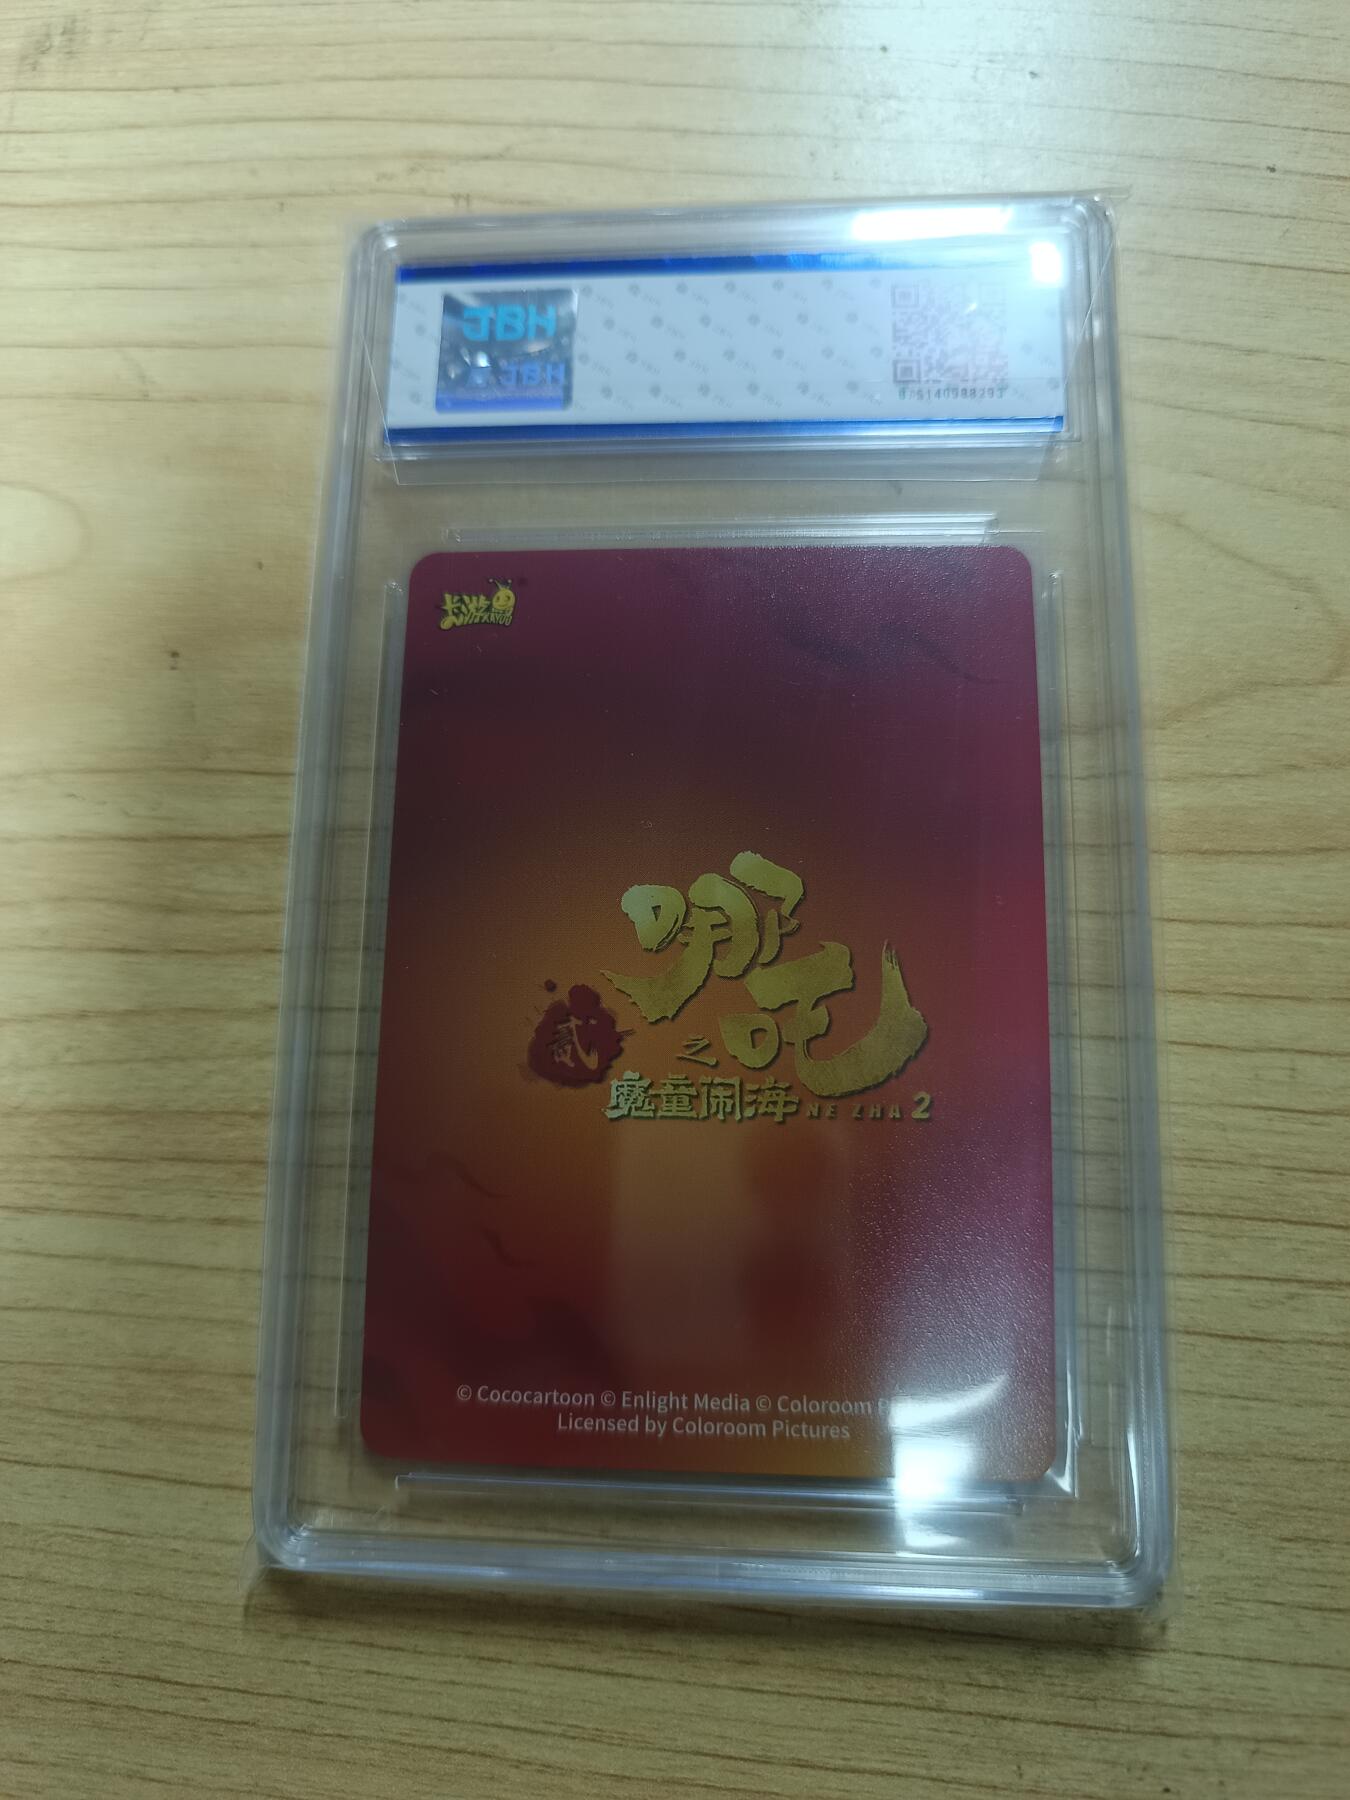 JBH
JBH
卡游 KAYOU
哪吒
贰
之
魔童闹海 NE ZHA 2
© Cococartoon © Enlight Media © Coloroom
Licensed by Coloroom Pictures